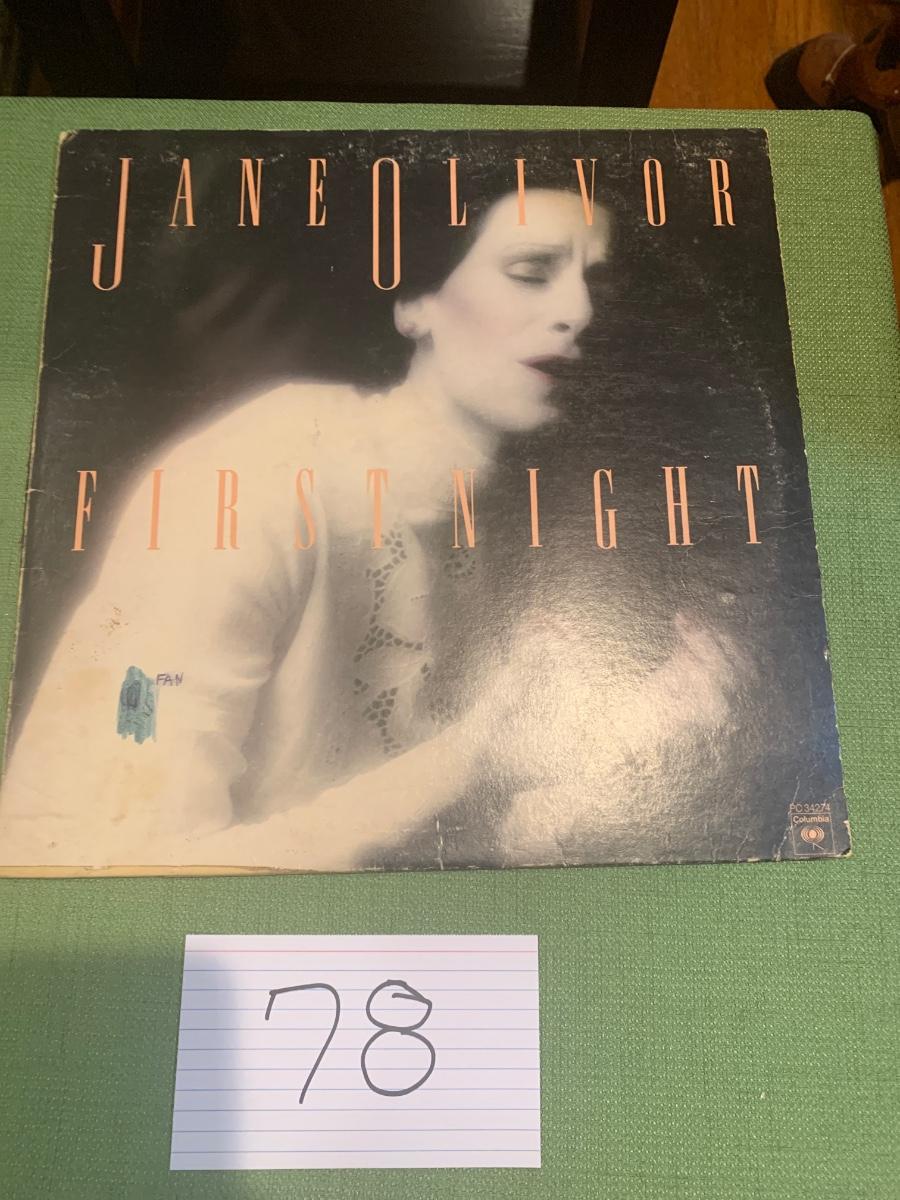 JANE OLIVOR
FIRST NIGHT
FAN
PC 34274
Columbia
78